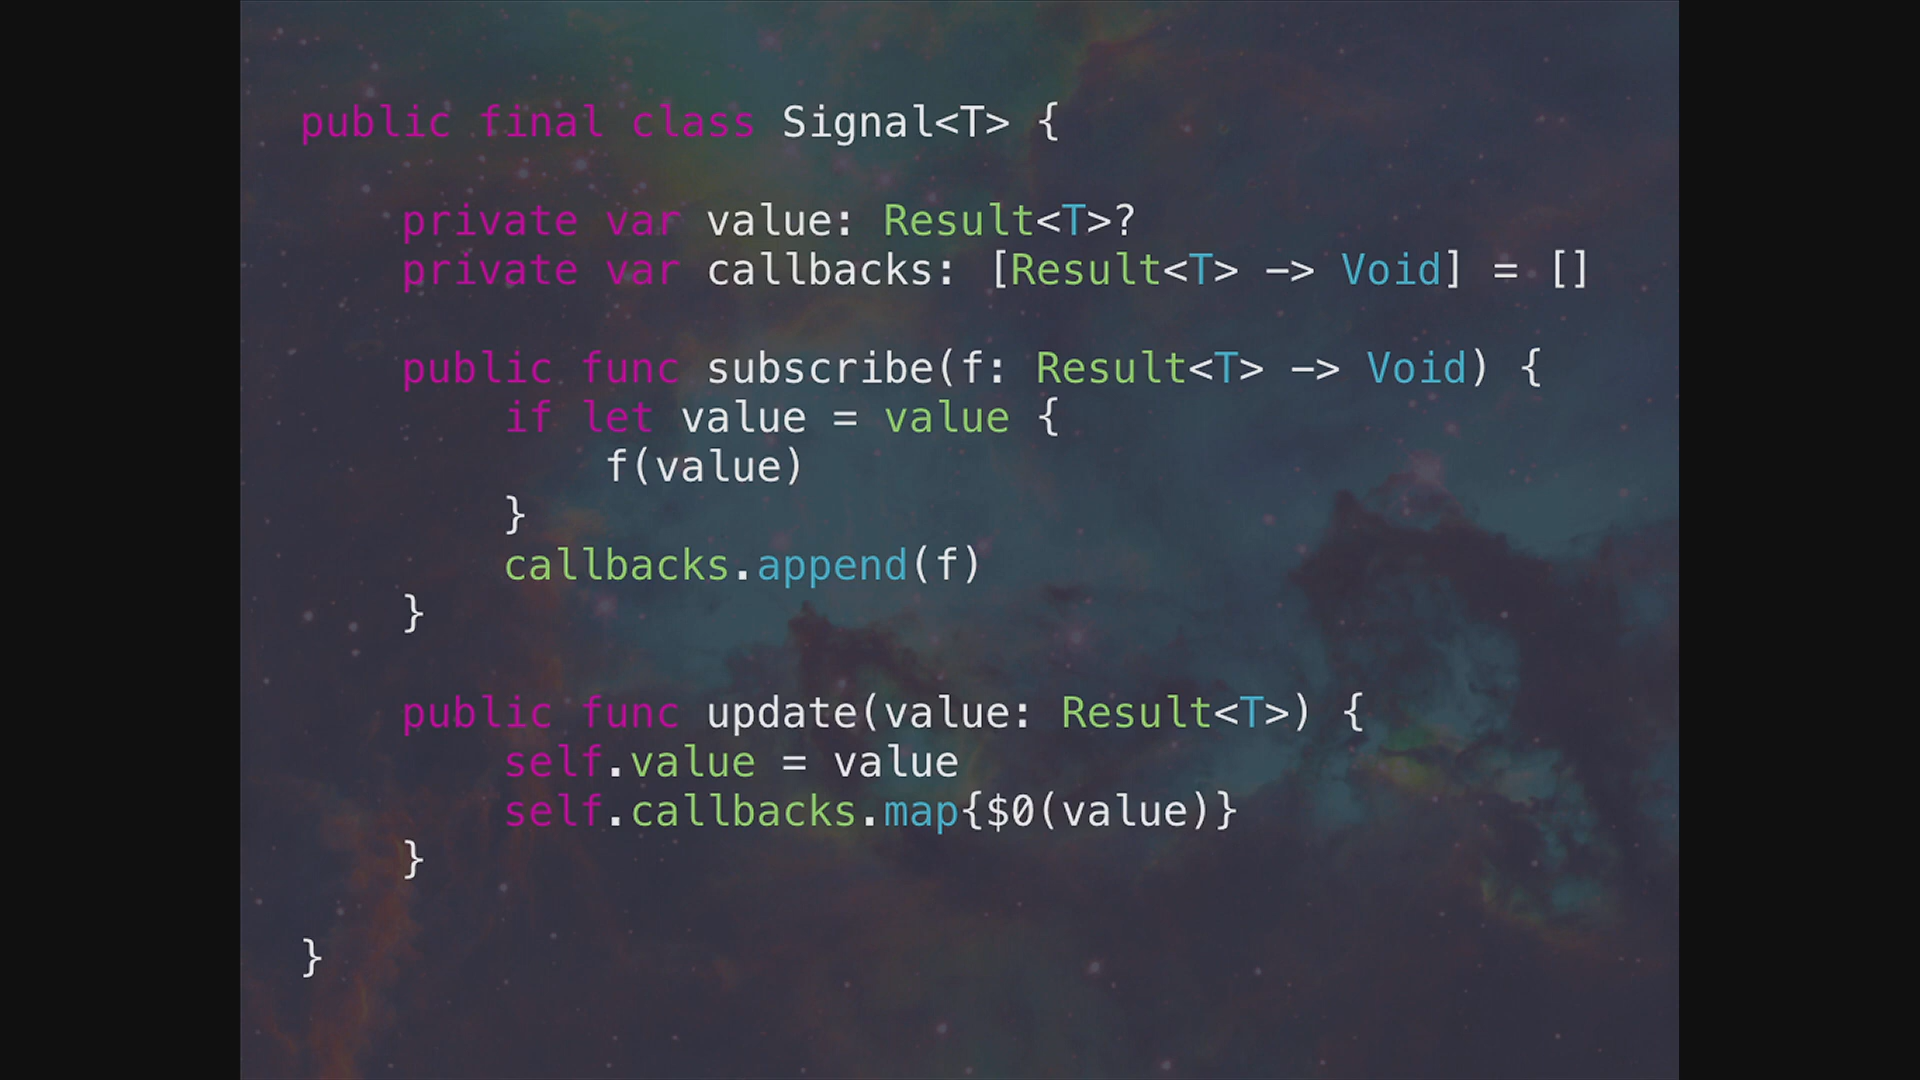 public final class Signal<T> {
private var value: Result<T>?
private var callbacks: [Result<T> -> Void] = []
public func subscribe(f: Result<T> -> Void) {
if let value = value {
f(value)
}
callbacks.append(f)
}
public func update(value: Result<T>) {
self.value = value
self.callbacks.map{$0(value)}
}
}